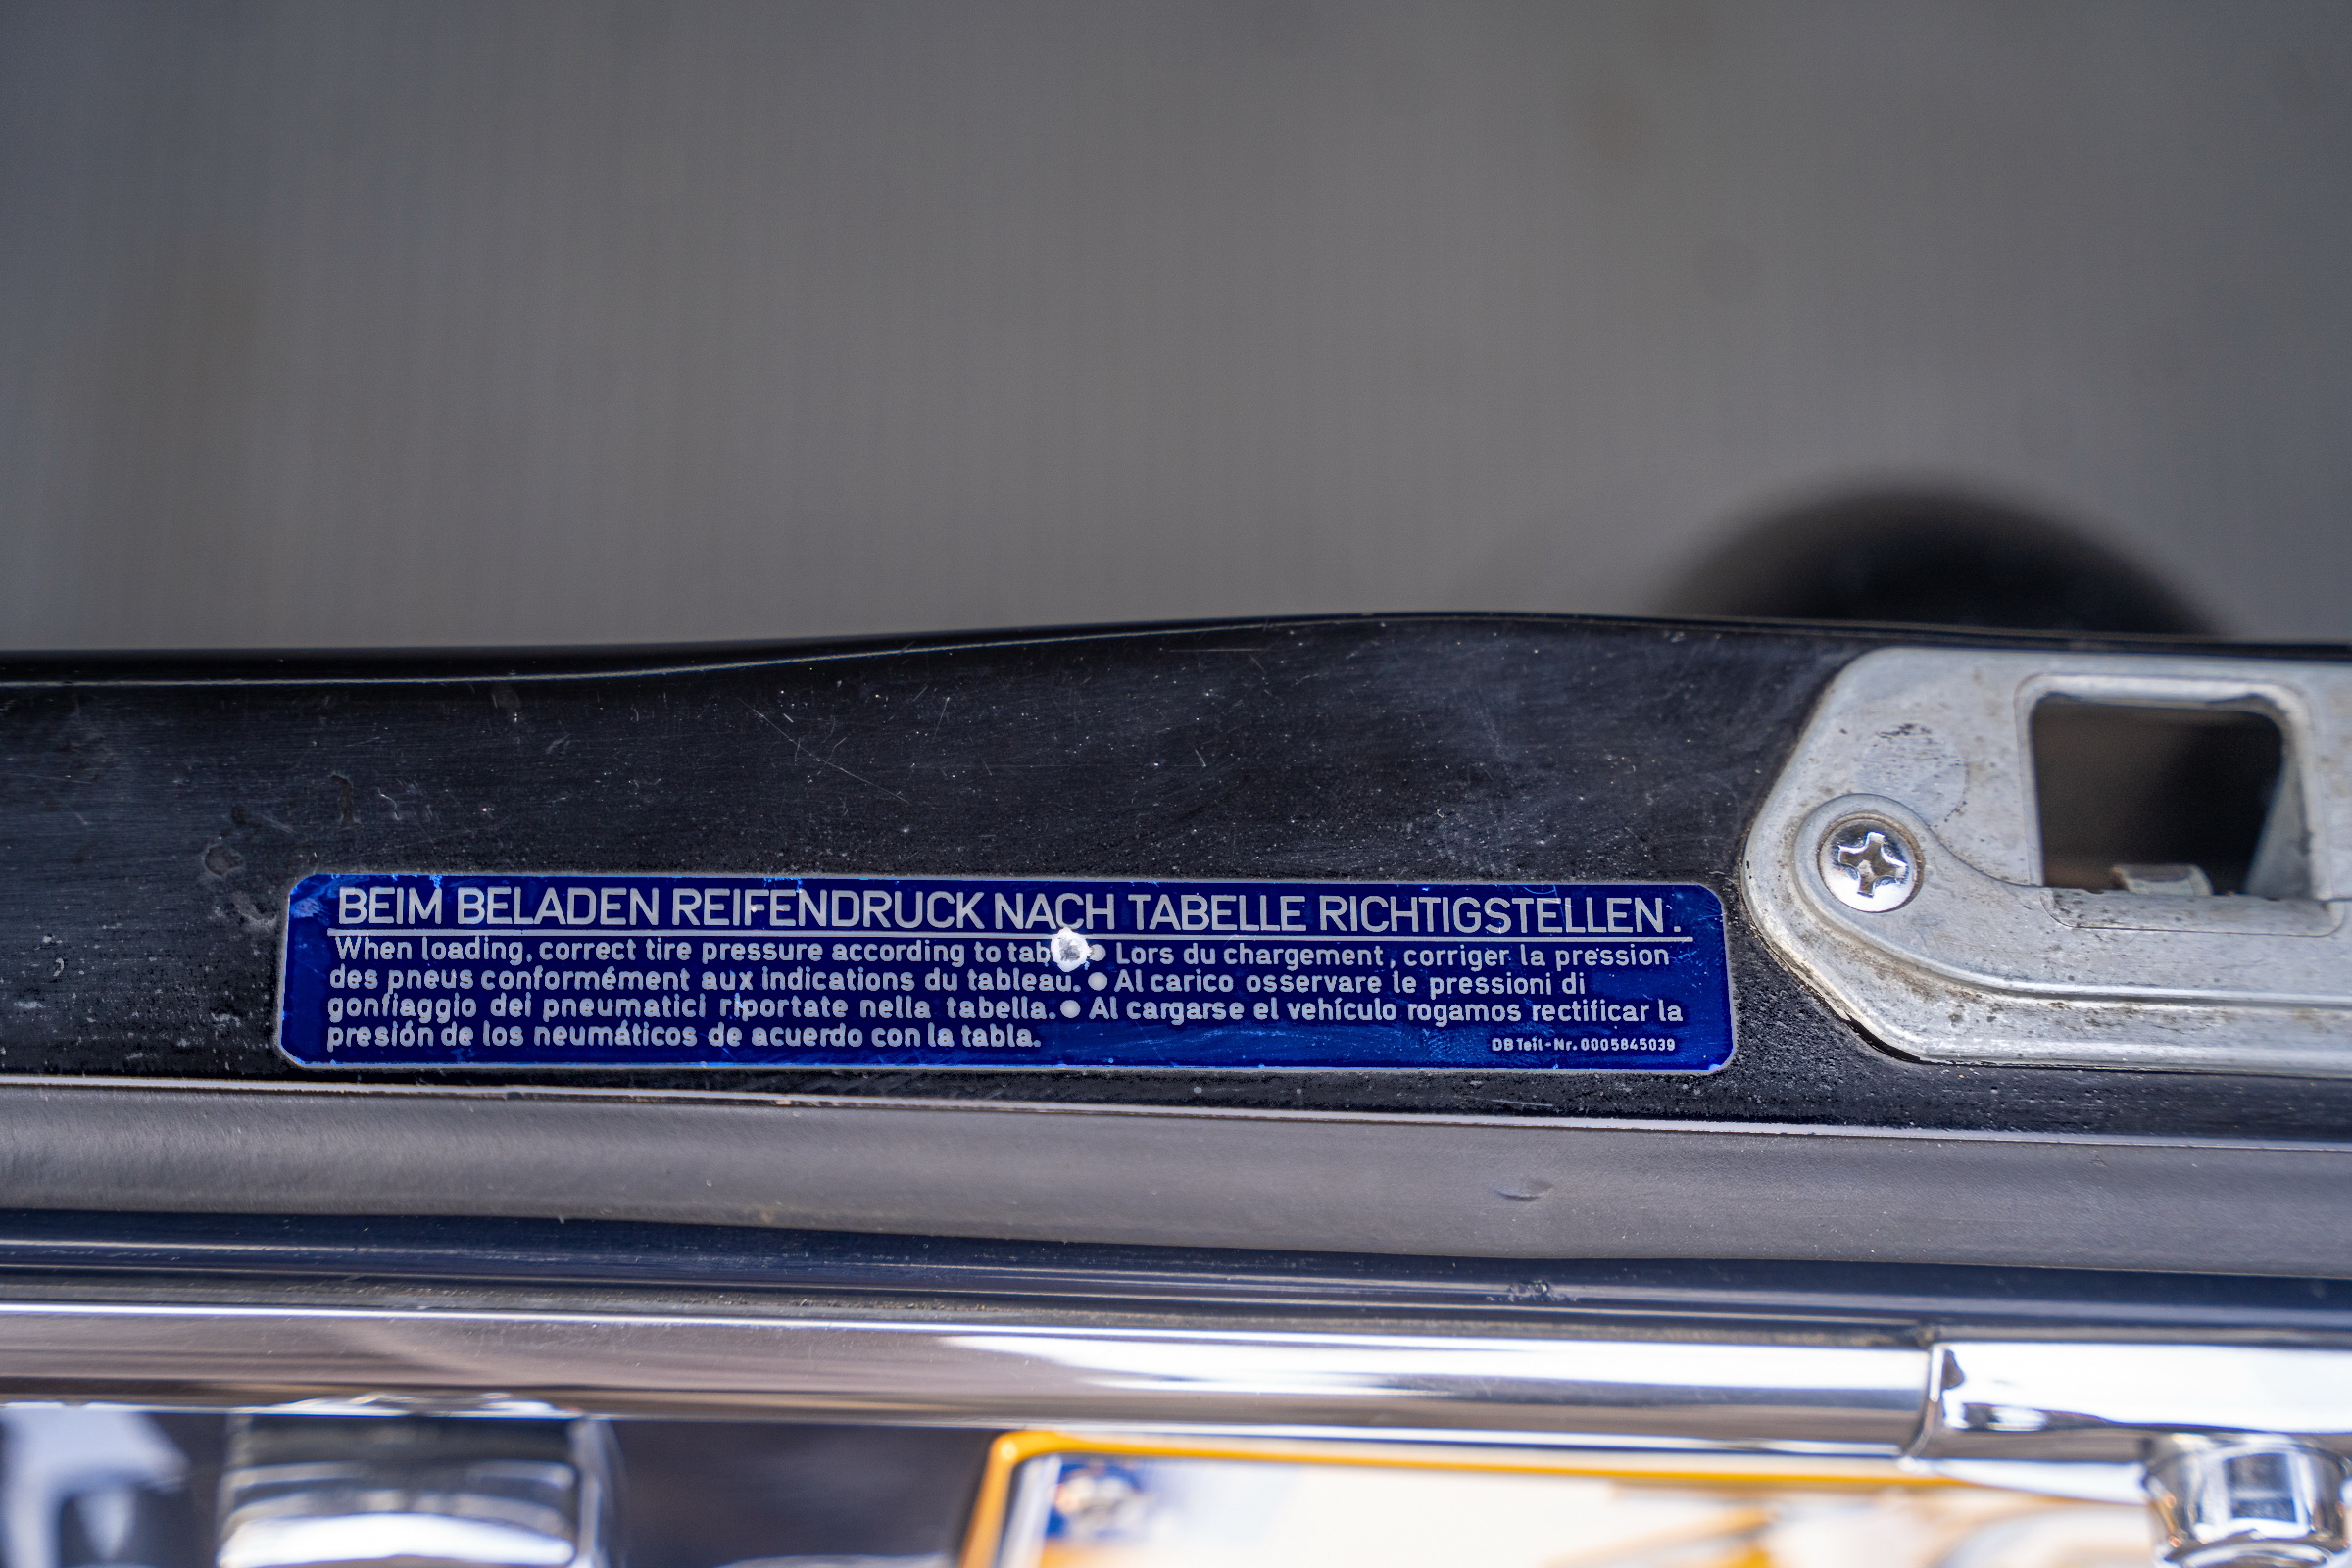 BEIM BELADEN REIFENDRUCK NACH TABELLE RICHTIGSTELLEN.
When loading, correct tire pressure according to ● Lors du chargement, corriger la pression
des pneus conformément aux indications du tableau. ● Al carico osservare le pressioni di
gonfiaggio dei pneumatici riportate nella tabella. ● Al cargarse el vehículo rogamos rectificar la
presión de los neumáticos de acuerdo con la tabla.
DB Teil-Nr. 0005845039